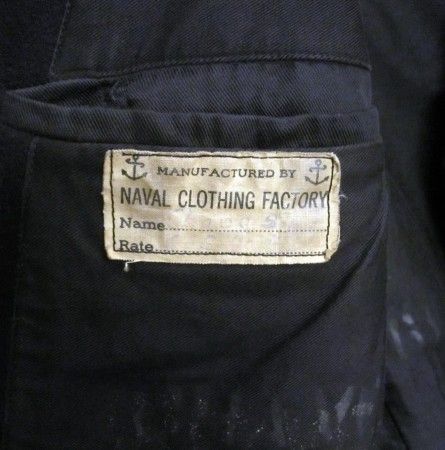 MANUFACTURED BY
NAVAL CLOTHING FACTORY
Name..............................
Rate..............................